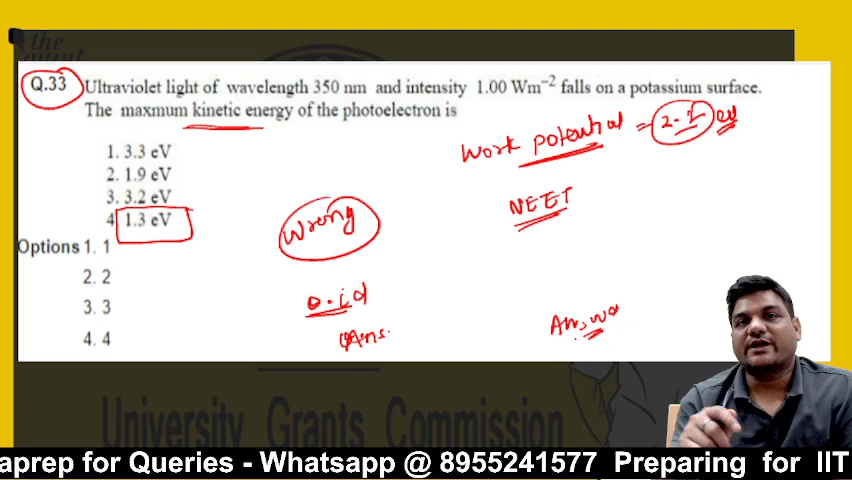 the
Q.33 Ultraviolet light of wavelength 350 nm and intensity 1.00 Wm⁻² falls on a potassium surface.
The maxmum kinetic energy of the photoelectron is
work potential = 2. ev
1. 3.3 eV
2. 1.9 eV
3. 3.2 eV
4 1.3 eV
NEET
Wrong
Options 1. 1
2. 2
3. 3
4. 4
Ans.
University Grants Commission
aprep for Queries - Whatsapp @ 8955241577 Preparing for IIT